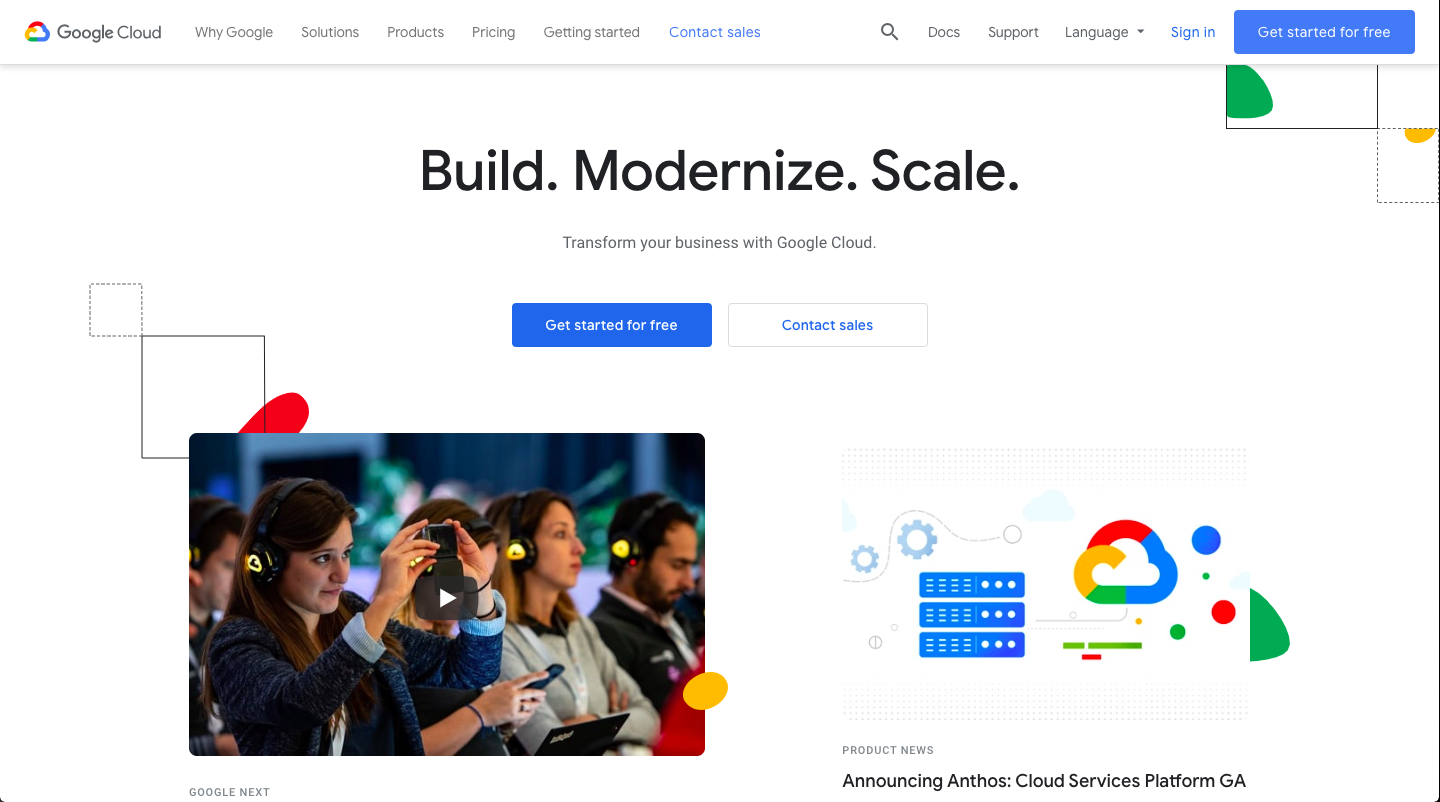 Google Cloud
Why Google
Solutions
Products
Pricing
Getting started
Contact sales
Docs
Support
Language
Sign in
Get started for free
Build. Modernize. Scale.
Transform your business with Google Cloud.
Get started for free
Contact sales
GOOGLE NEXT
PRODUCT NEWS
Announcing Anthos: Cloud Services Platform GA